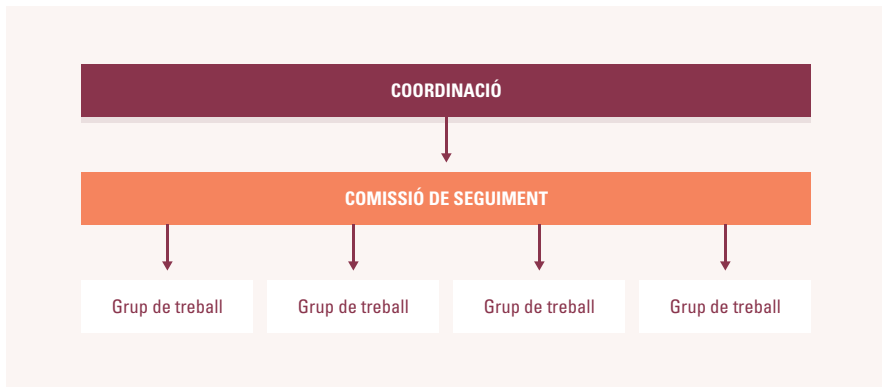 COORDINACIÓ
COMISSIÓ DE SEGUIMENT
Grup de treball
Grup de treball
Grup de treball
Grup de treball